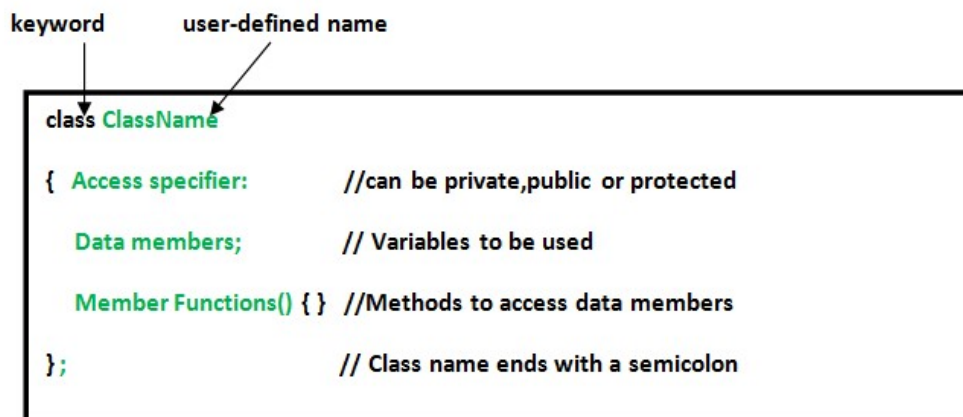 keyword user-defined name
class ClassName
{ Access specifier: //can be private,public or protected
Data members; // Variables to be used
Member Functions() { } //Methods to access data members
} ; // Class name ends with a semicolon